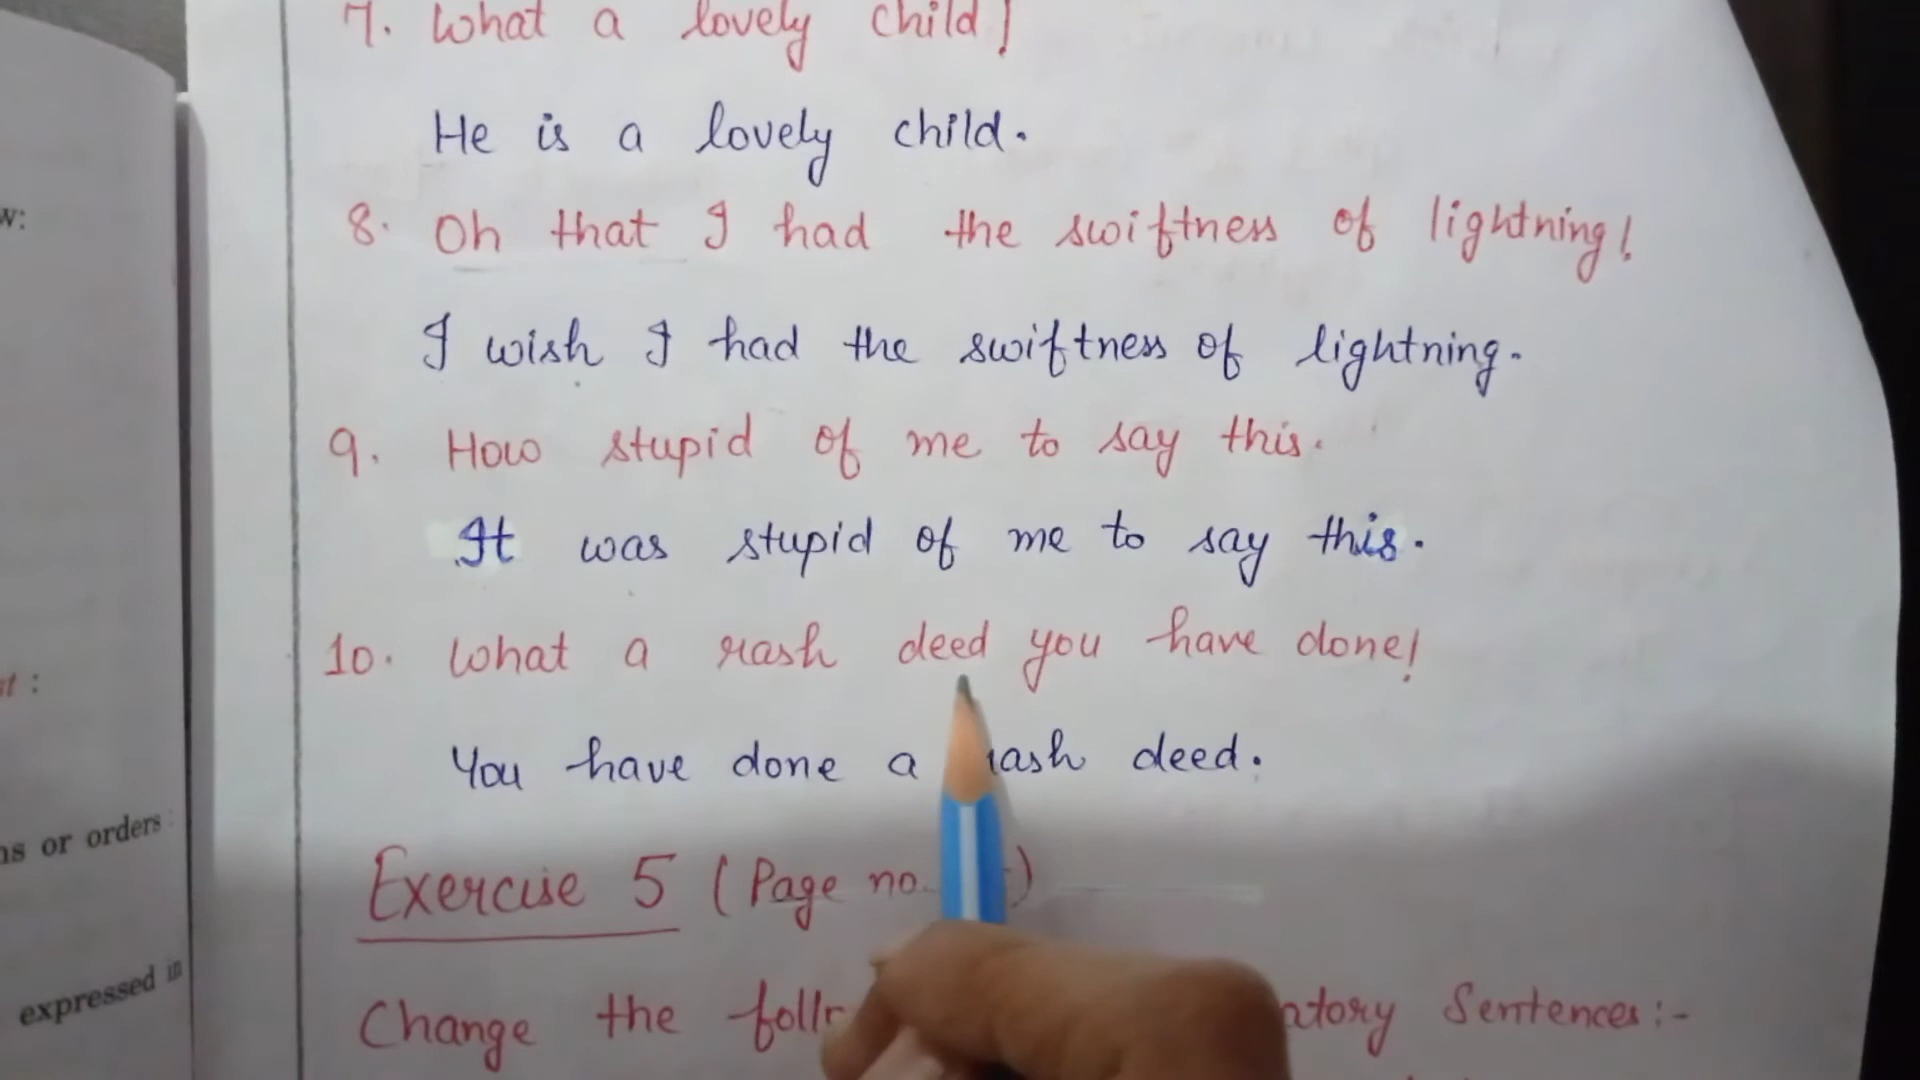 w:
t :
ns or orders :
expressed in
7. What a lovely child!
He is a lovely child.
8. Oh that I had the swiftness of lightning!
I wish I had the swiftness of lightning.
9. How stupid of me to say this.
It was stupid of me to say this.
10. What a rash deed you have done!
You have done a rash deed.
Exercise 5 (Page no. )
Change the Sentences:-